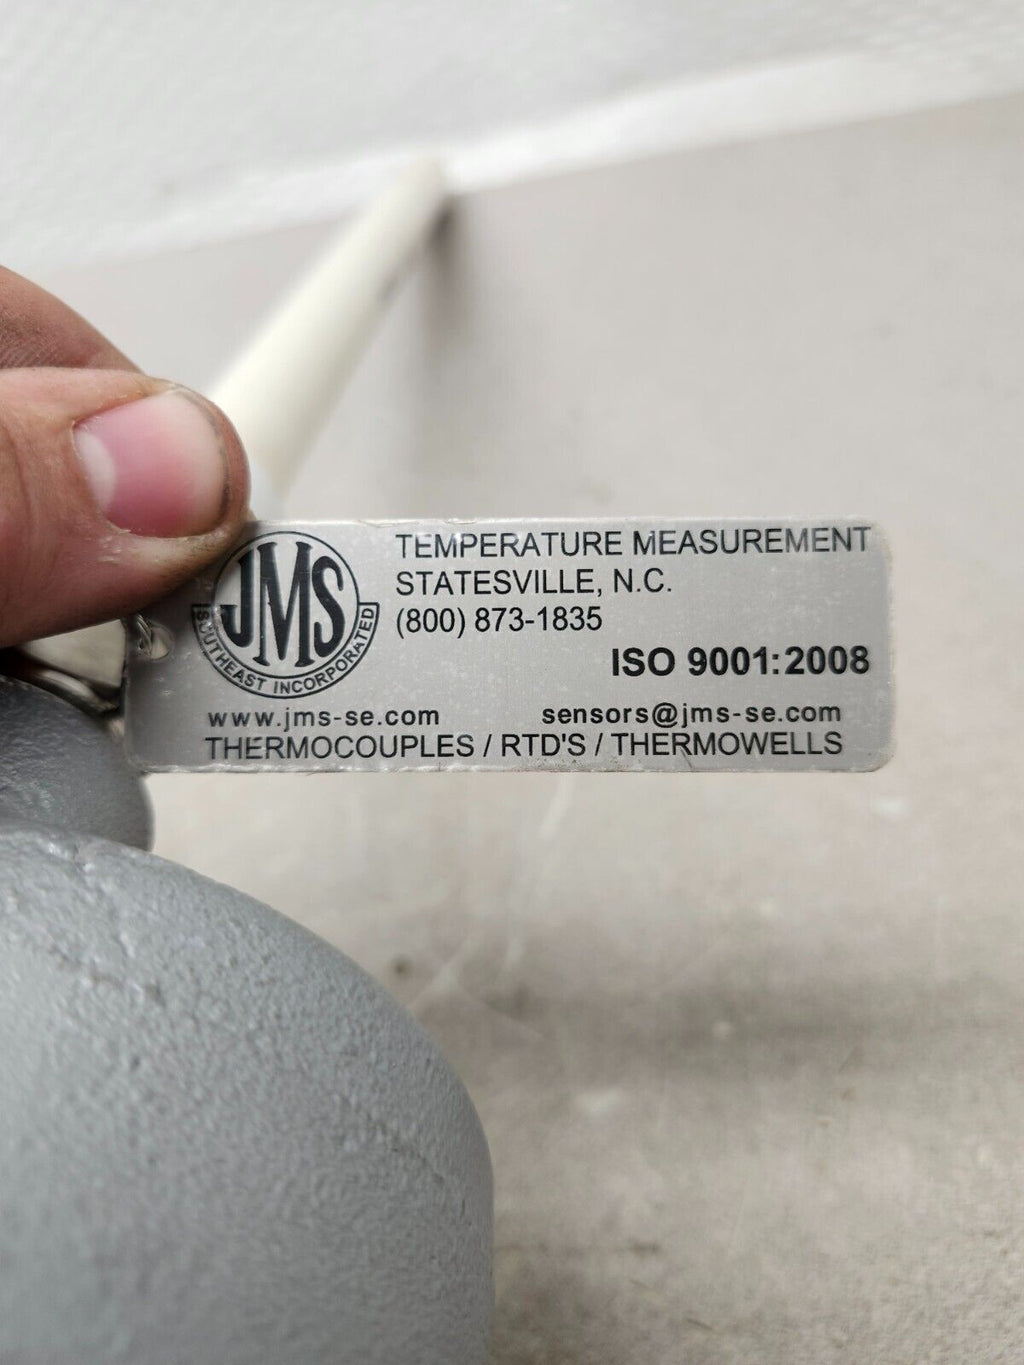 JMS
SOUTHEAST INCORPORATED
TEMPERATURE MEASUREMENT
STATESVILLE, N.C.
(800) 873-1835
ISO 9001:2008
www.jms-se.com sensors@jms-se.com
THERMOCOUPLES / RTD'S / THERMOWELLS